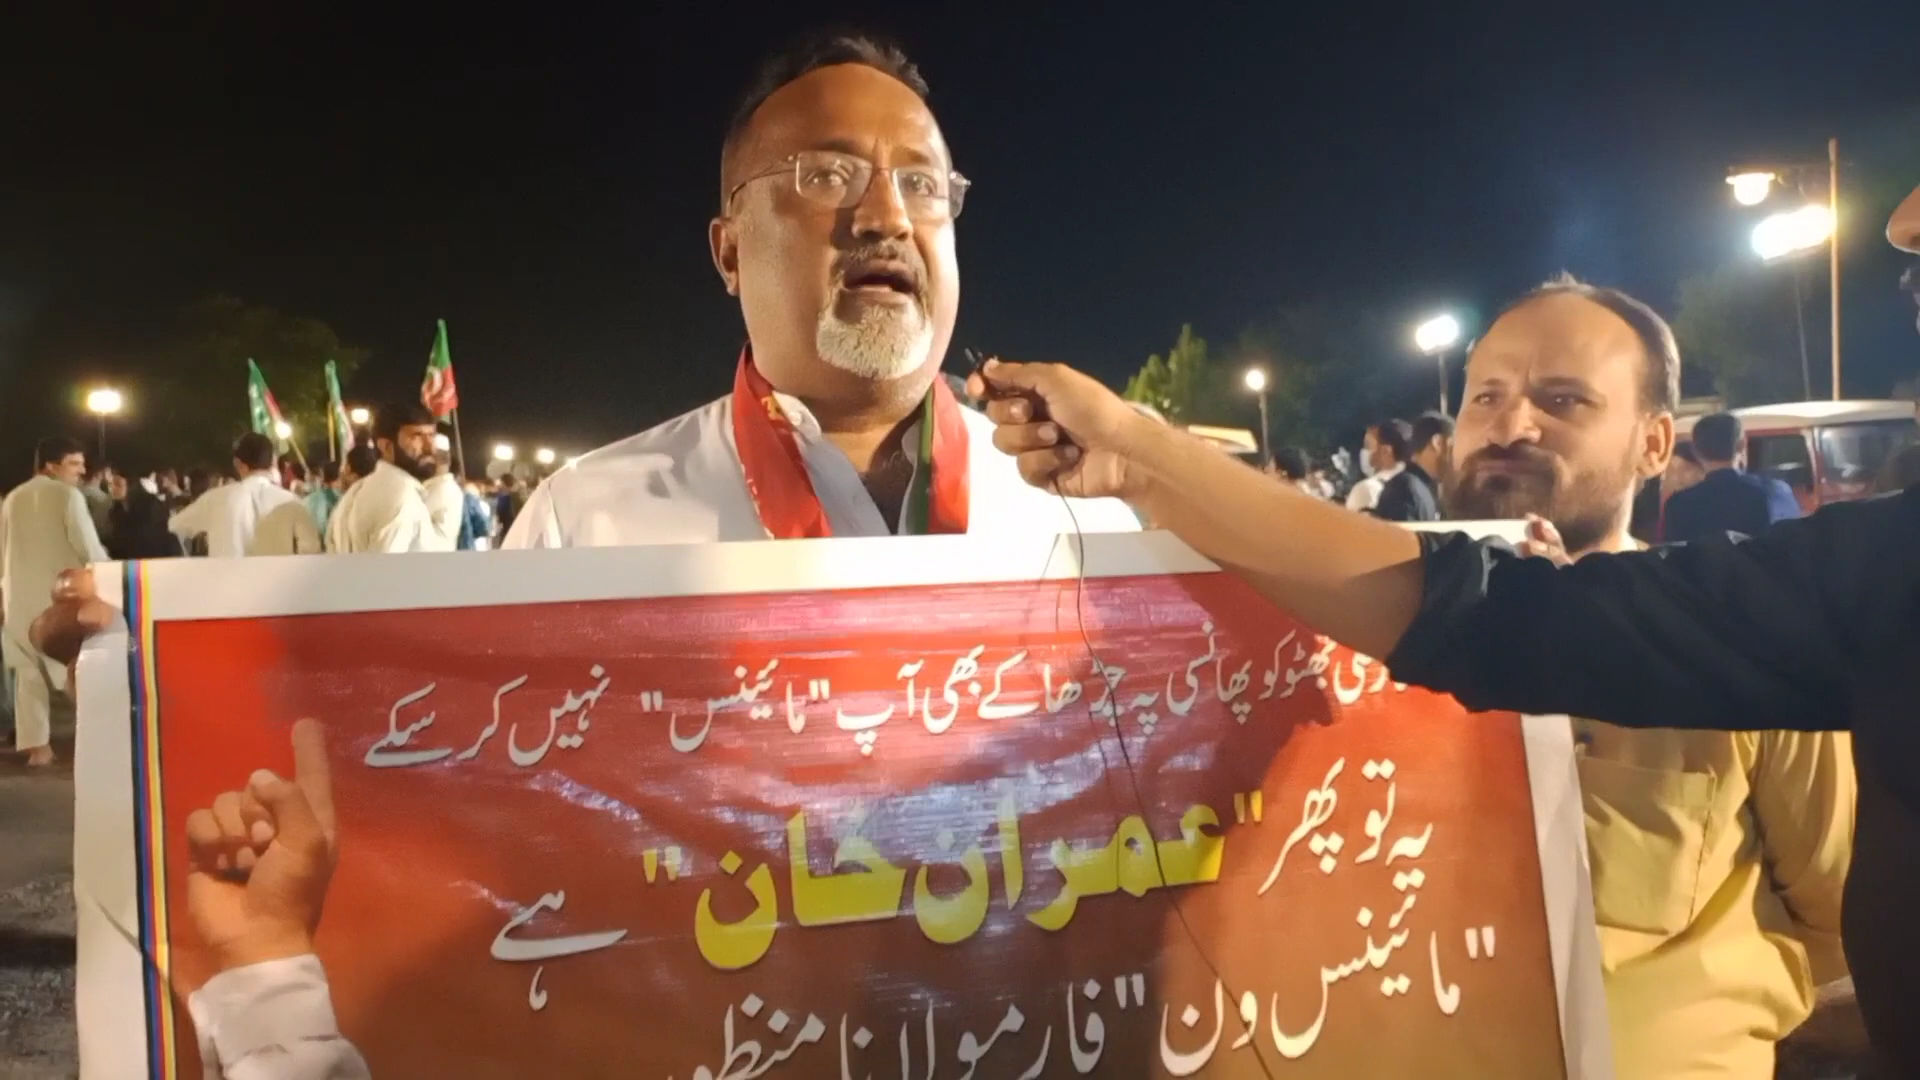 بھٹو کو پھانسی پہ چڑھا کے بھی آپ "مائینس" نہیں کر سکے
یہ تو پھر "عمران خان" ہے
"مائینس ون" فارمولا نا منظور